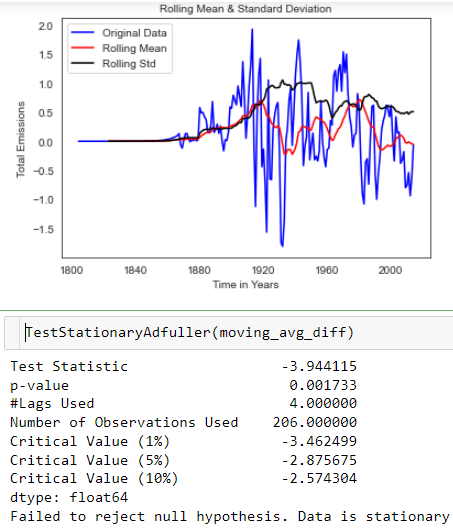 Rolling Mean & Standard Deviation
2.0
Original Data
Rolling Mean
Rolling Std
1.5
1.0
0.5
0.0
−0.5
−1.0
−1.5
Total Emissions
1800 1840 1880 1920 1960 2000
Time in Years
TestStationaryAdfuller(moving_avg_diff)
Test Statistic -3.944115
p-value 0.001733
#Lags Used 4.000000
Number of Observations Used 206.000000
Critical Value (1%) -3.462499
Critical Value (5%) -2.875675
Critical Value (10%) -2.574304
dtype: float64
Failed to reject null hypothesis. Data is stationary